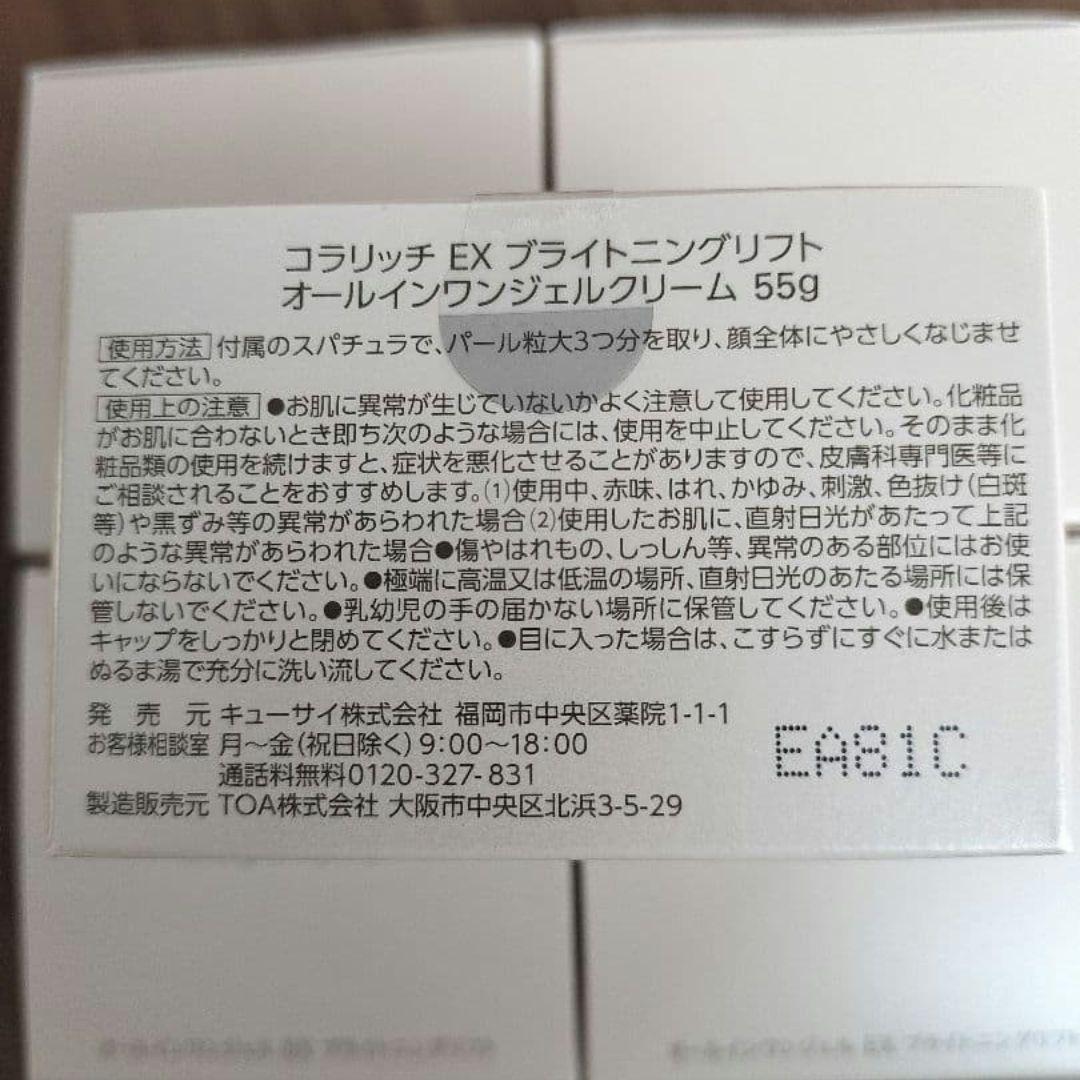 コラリッチ EX ブライトニングリフト
オールインワンジェルクリーム 55g
使用方法 付属のスパチュラで、パール粒大3つ分を取り、顔全体にやさしくなじませ
てください。
使用上の注意 ●お肌に異常が生じていないかよく注意して使用してください。化粧品
がお肌に合わないとき即ち次のような場合には、使用を中止してください。そのまま化
粧品類の使用を続けますと、症状を悪化させることがありますので、皮膚科専門医等に
ご相談されることをおすすめします。(1)使用中、赤味、はれ、かゆみ、刺激、色抜け(白斑
等)や黒ずみ等の異常があらわれた場合(2)使用したお肌に、直射日光があたって上記
のような異常があらわれた場合●傷やはれもの、しっしん等、異常のある部位にはお使
いにならないでください。●極端に高温又は低温の場所、直射日光のあたる場所には保
管しないでください。●乳幼児の手の届かない場所に保管してください。●使用後は
キャップをしっかりと閉めてください。●目に入った場合は、こすらずにすぐに水または
ぬるま湯で充分に洗い流してください。
発売元 キューサイ株式会社 福岡市中央区薬院1-1-1
お客様相談室 月〜金(祝日除く)9:00〜18:00
通話料無料0120-327-831
製造販売元 TOA株式会社 大阪市中央区北浜3-5-29
EA81C